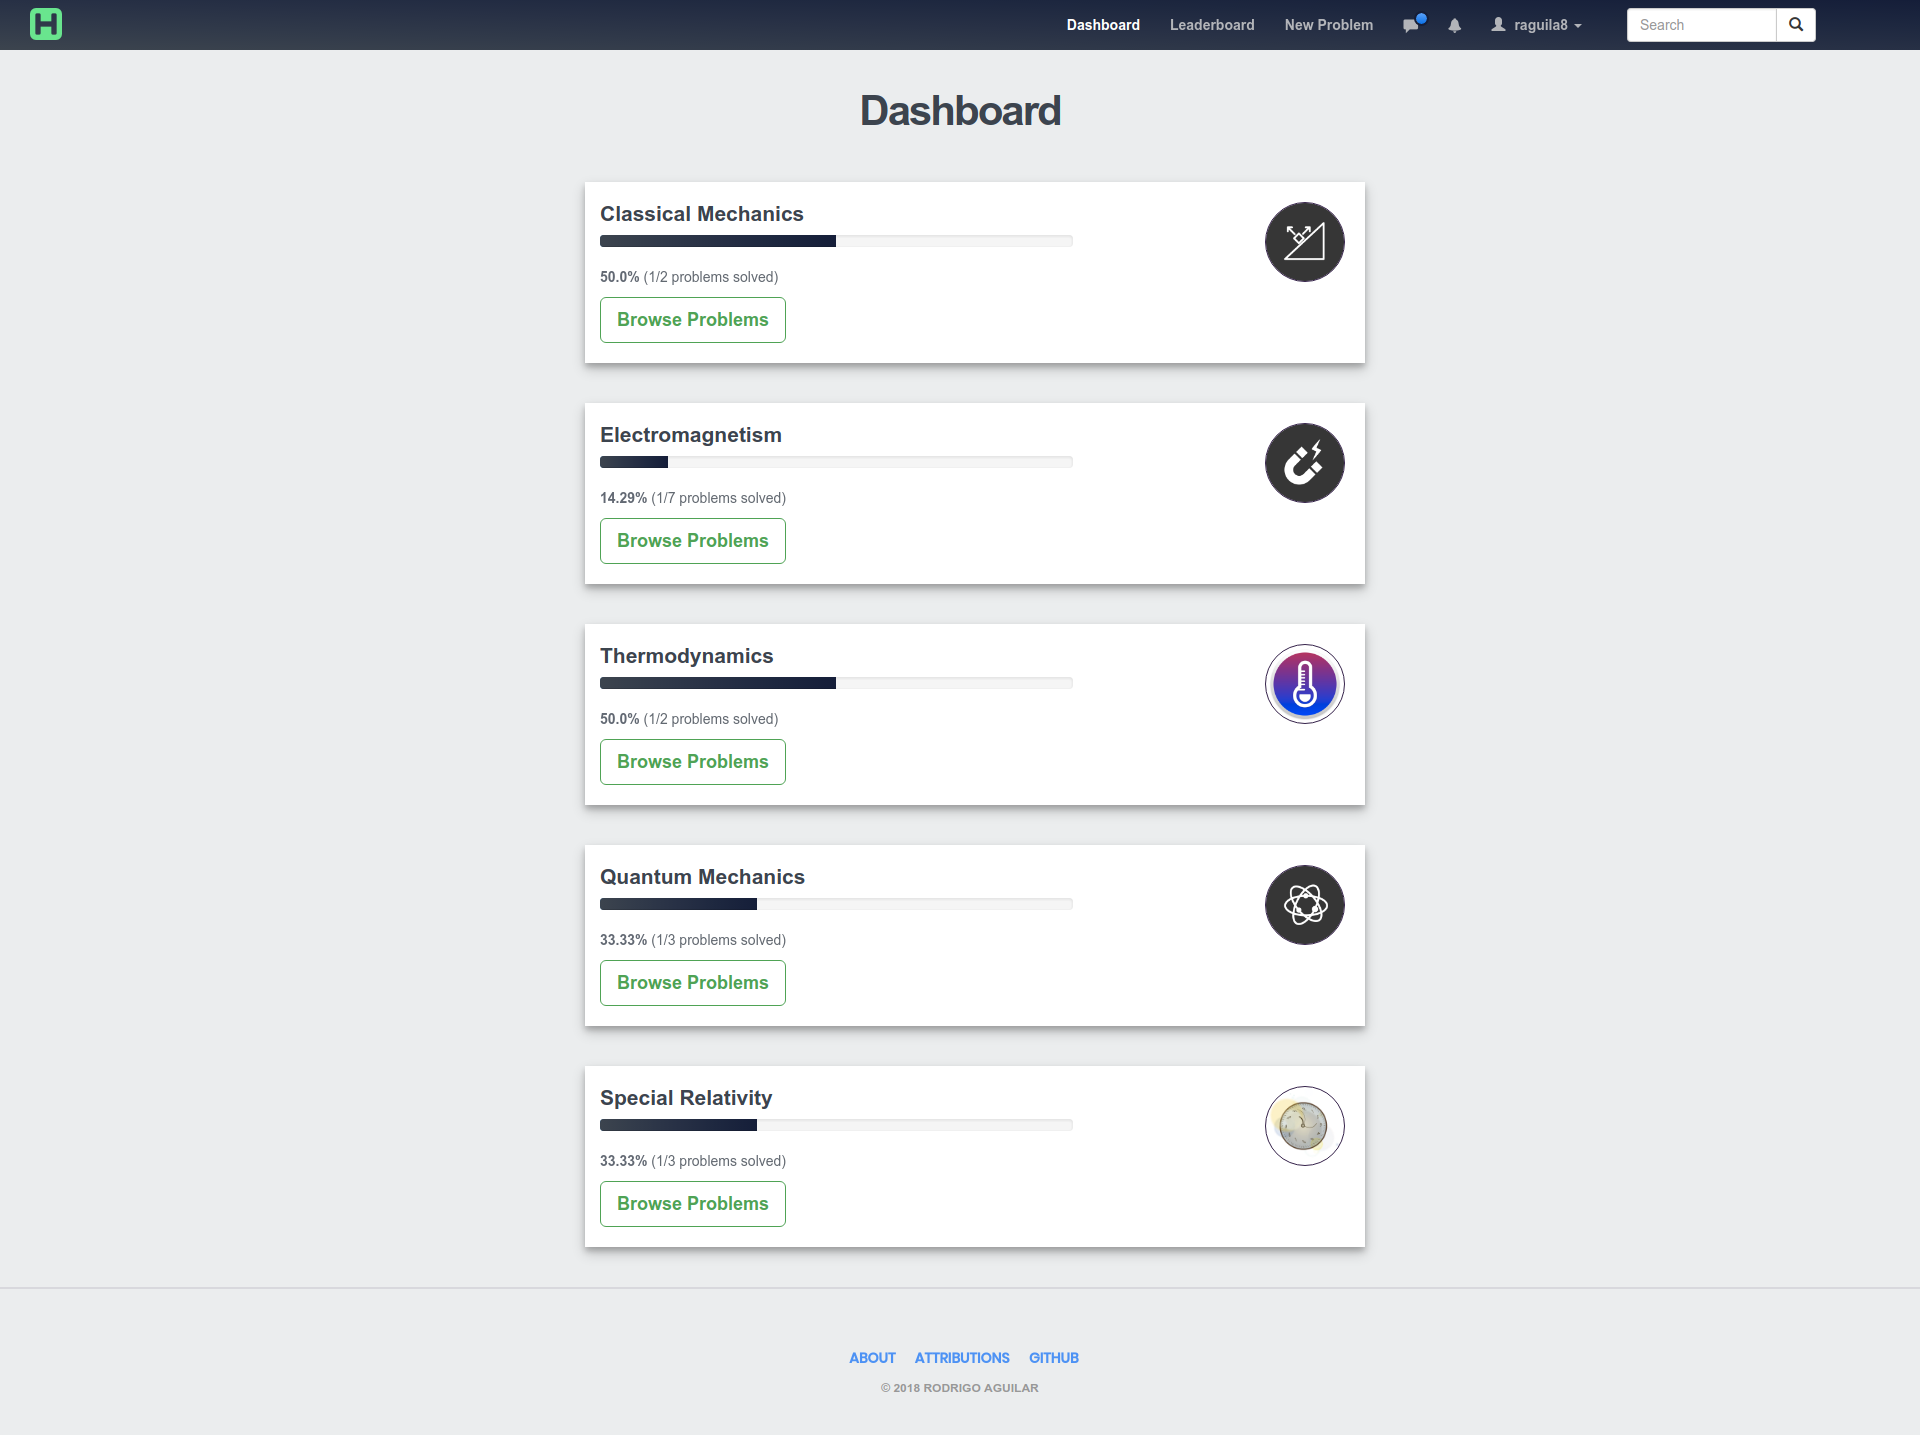 H
Dashboard Leaderboard New Problem raguila8 Search
Dashboard
Classical Mechanics
50.0% (1/2 problems solved)
Browse Problems
Electromagnetism
14.29% (1/7 problems solved)
Browse Problems
Thermodynamics
50.0% (1/2 problems solved)
Browse Problems
Quantum Mechanics
33.33% (1/3 problems solved)
Browse Problems
Special Relativity
33.33% (1/3 problems solved)
Browse Problems
ABOUT ATTRIBUTIONS GITHUB
© 2018 RODRIGO AGUILAR